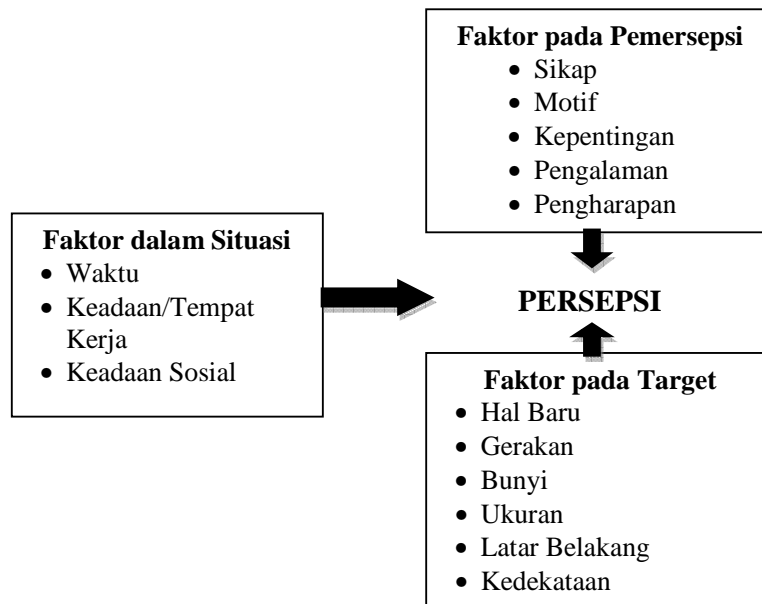 Faktor pada Pemersepsi
• Sikap
• Motif
• Kepentingan
• Pengalaman
• Pengharapan
Faktor dalam Situasi
• Waktu
• Keadaan/Tempat
Kerja
• Keadaan Sosial
PERSEPSI
Faktor pada Target
• Hal Baru
• Gerakan
• Bunyi
• Ukuran
• Latar Belakang
• Kedekataan